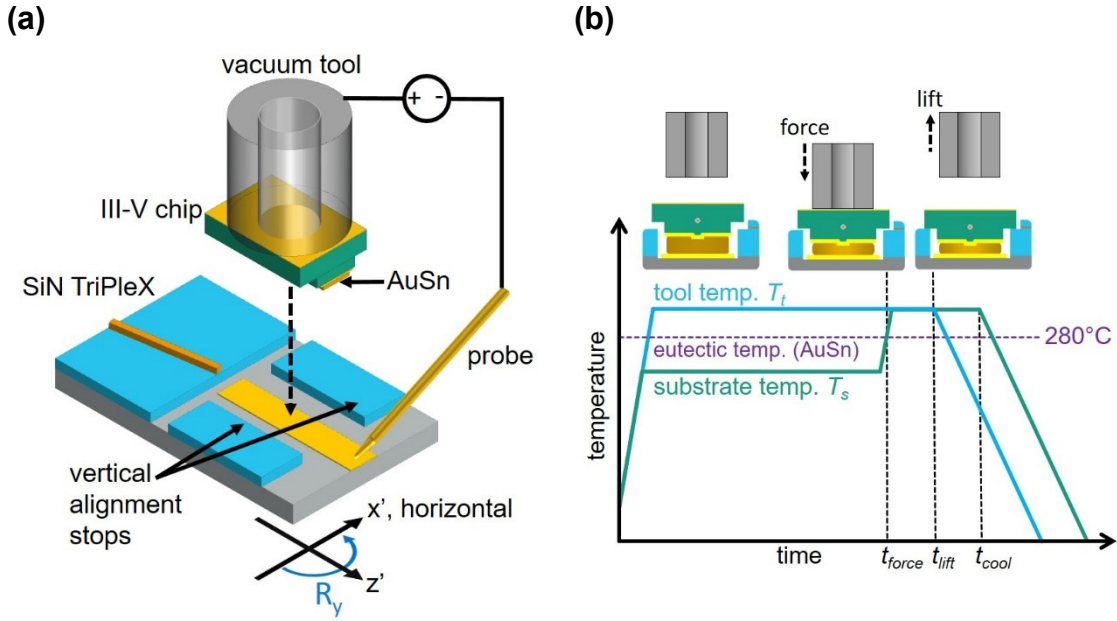 (a)
vacuum tool
+ -
III-V chip
AuSn
SiN TriPleX
probe
vertical
alignment
stops
x', horizontal
z'
Ry
(b)
lift
force
tool temp. Tt
280°C
eutectic temp. (AuSn)
substrate temp. Ts
temperature
time
tforce
tlift
tcool